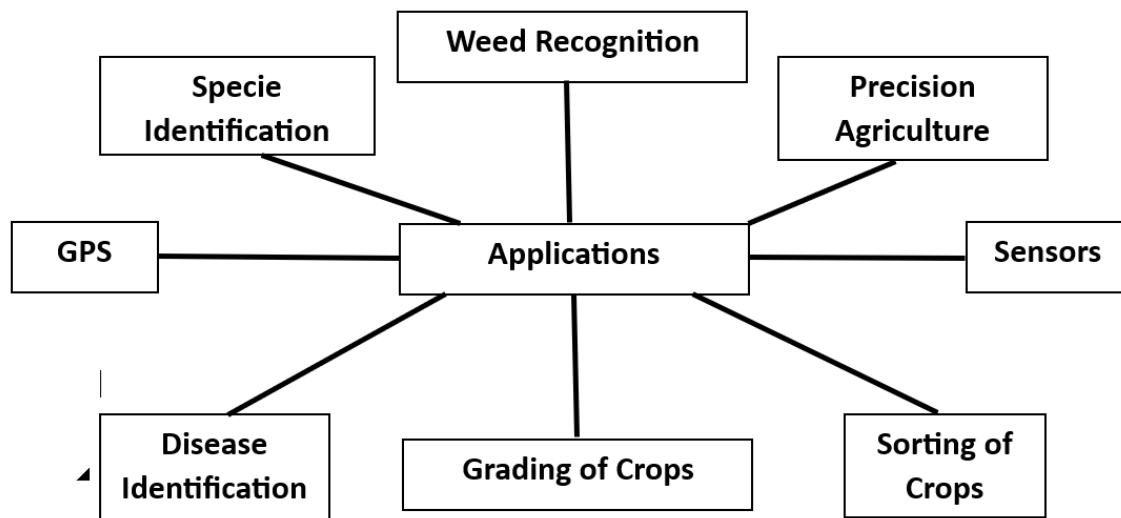 Weed Recognition
Specie
Identification
Precision
Agriculture
GPS
Applications
Sensors
Disease
Identification
Grading of Crops
Sorting of
Crops